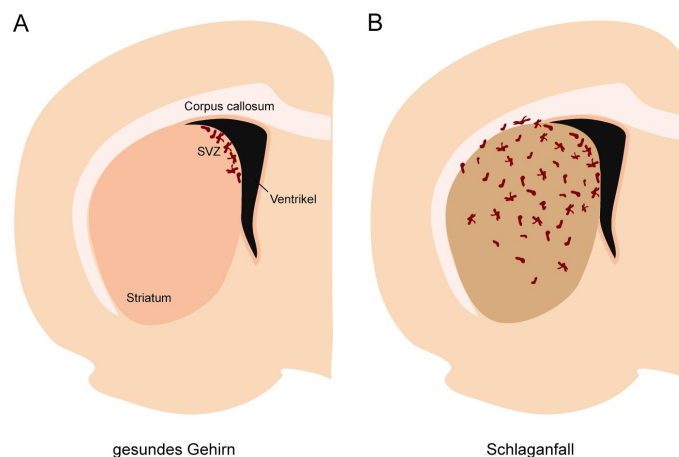 A
B
Corpus callosum
SVZ
Ventrikel
Striatum
gesundes Gehirn
Schlaganfall